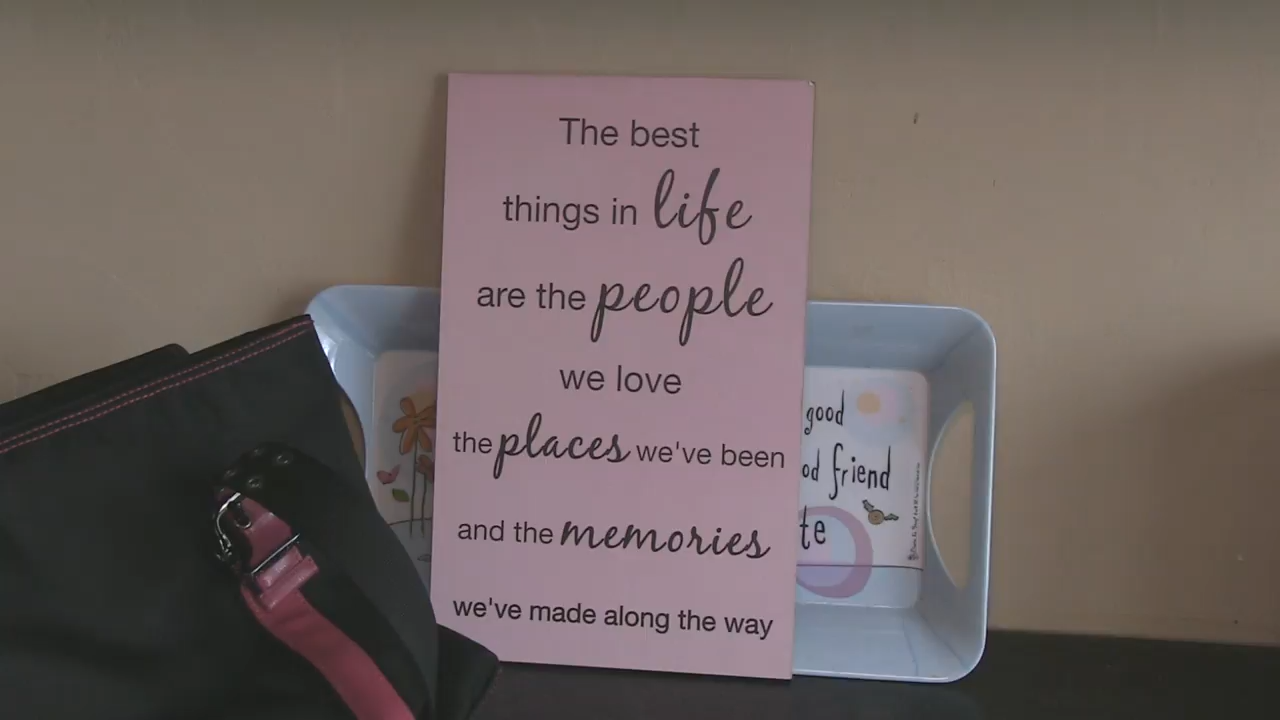 The best
things in life
are the people
we love
the places we've been
and the memories
we've made along the way
good
friend